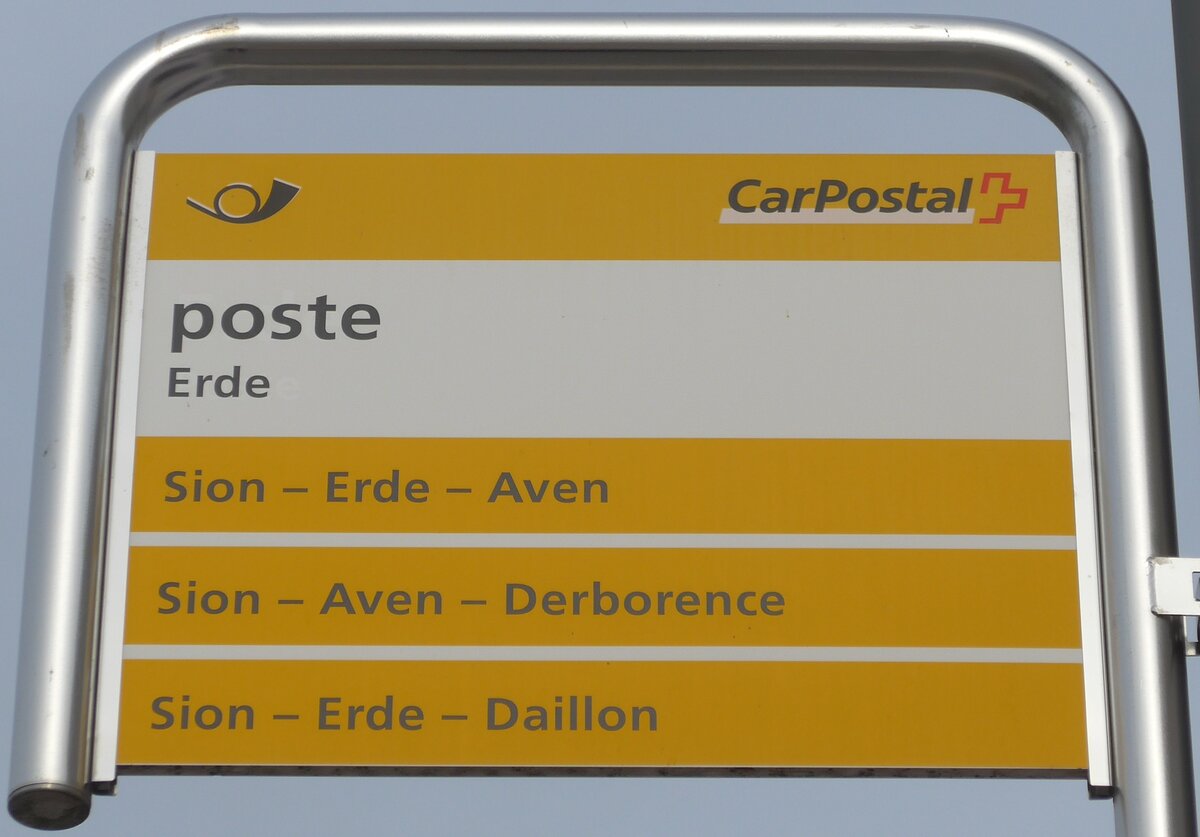 CarPostal
poste
Erde
Sion – Erde – Aven
Sion – Aven – Derborence
Sion – Erde – Daillon